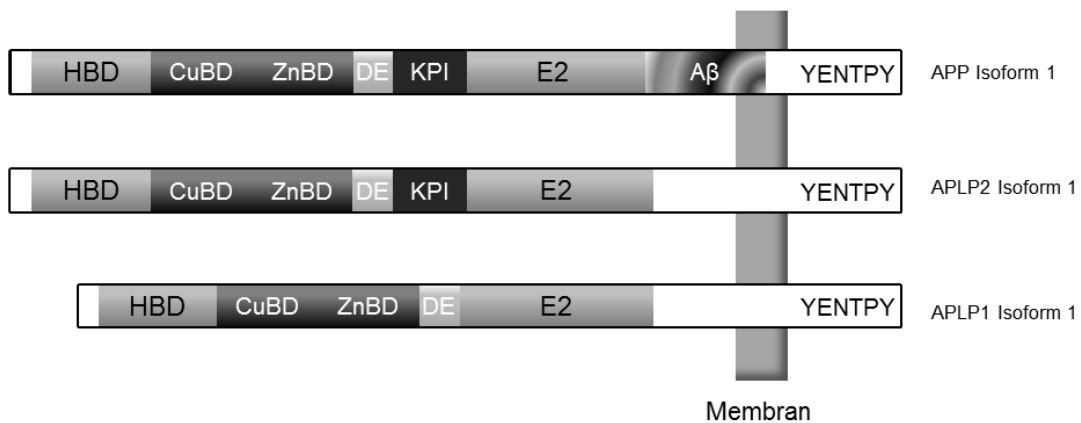 HBD CuBD ZnBD DE KPI E2 Aβ YENTPY APP Isoform 1
HBD CuBD ZnBD DE KPI E2 YENTPY APLP2 Isoform 1
HBD CuBD ZnBD DE E2 YENTPY APLP1 Isoform 1
Membran